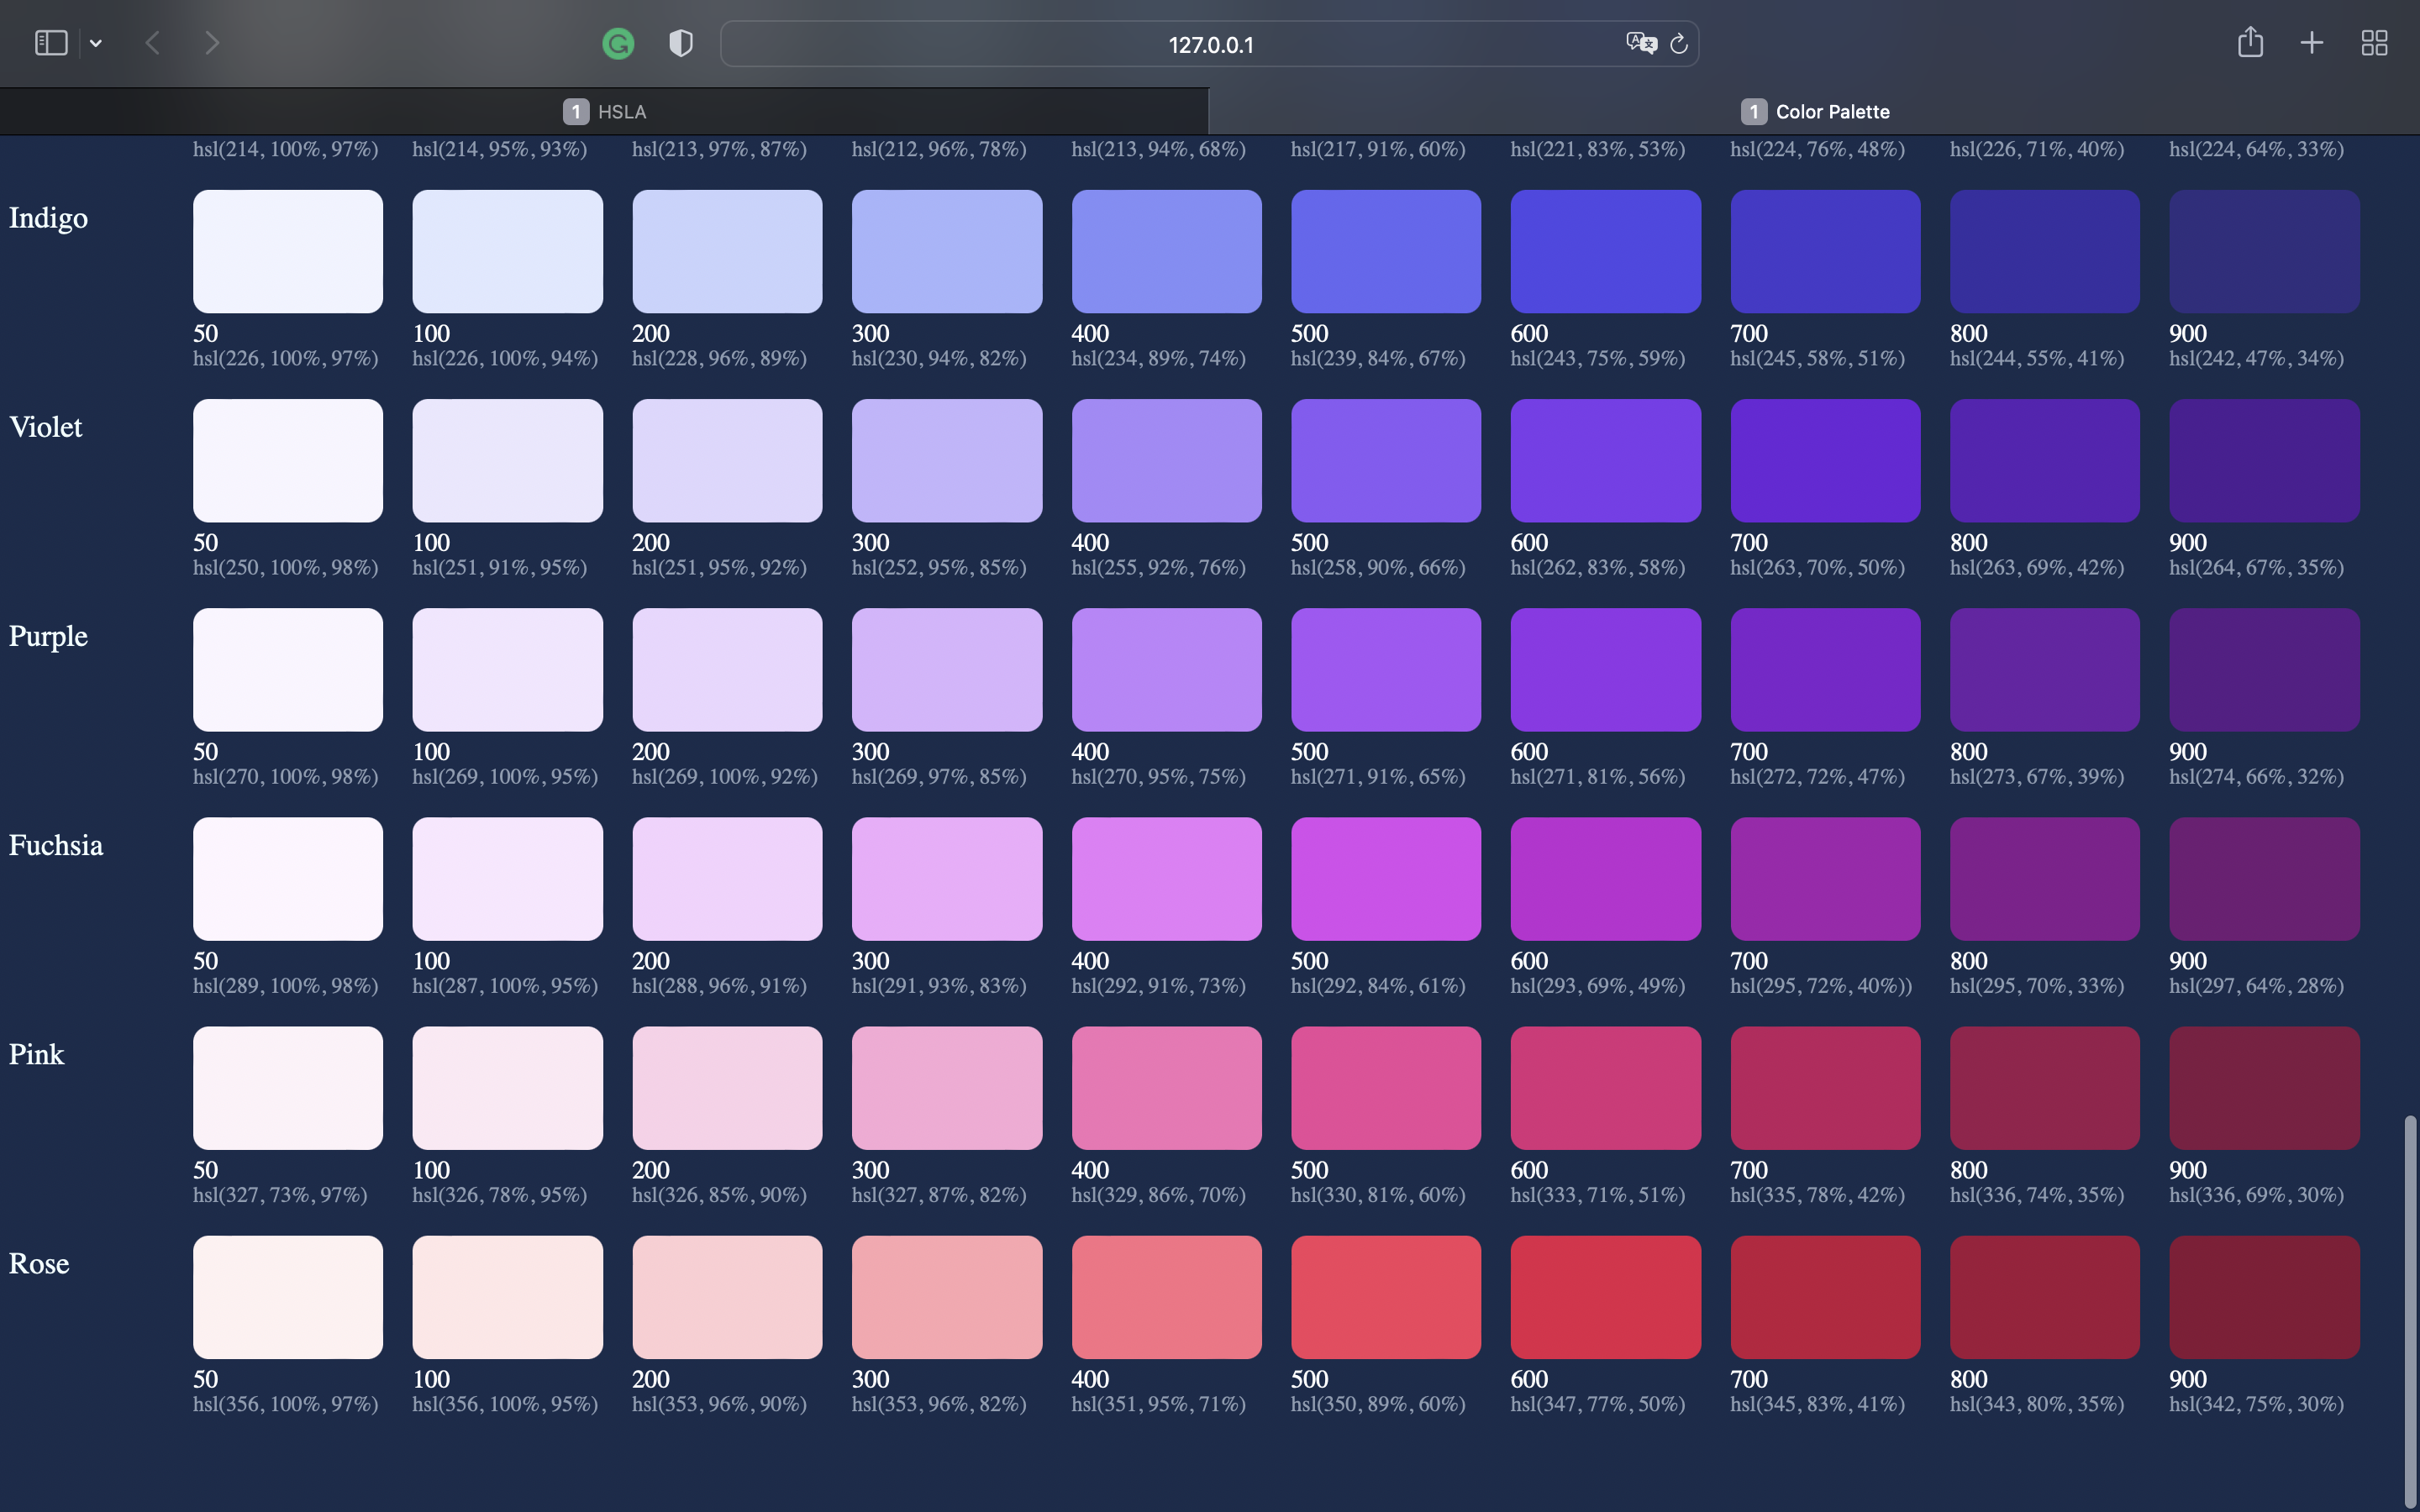 127.0.0.1
1 HSLA
1 Color Palette
hsl(214, 100%, 97%) hsl(214, 95%, 93%) hsl(213, 97%, 87%) hsl(212, 96%, 78%) hsl(213, 94%, 68%) hsl(217, 91%, 60%) hsl(221, 83%, 53%) hsl(224, 76%, 48%) hsl(226, 71%, 40%) hsl(224, 64%, 33%)
Indigo
50 100 200 300 400 500 600 700 800 900
hsl(226, 100%, 97%) hsl(226, 100%, 94%) hsl(228, 96%, 89%) hsl(230, 94%, 82%) hsl(234, 89%, 74%) hsl(239, 84%, 67%) hsl(243, 75%, 59%) hsl(245, 58%, 51%) hsl(244, 55%, 41%) hsl(242, 47%, 34%)
Violet
50 100 200 300 400 500 600 700 800 900
hsl(250, 100%, 98%) hsl(251, 91%, 95%) hsl(251, 95%, 92%) hsl(252, 95%, 85%) hsl(255, 92%, 76%) hsl(258, 90%, 66%) hsl(262, 83%, 58%) hsl(263, 70%, 50%) hsl(263, 69%, 42%) hsl(264, 67%, 35%)
Purple
50 100 200 300 400 500 600 700 800 900
hsl(270, 100%, 98%) hsl(269, 100%, 95%) hsl(269, 100%, 92%) hsl(269, 97%, 85%) hsl(270, 95%, 75%) hsl(271, 91%, 65%) hsl(271, 81%, 56%) hsl(272, 72%, 47%) hsl(273, 67%, 39%) hsl(274, 66%, 32%)
Fuchsia
50 100 200 300 400 500 600 700 800 900
hsl(289, 100%, 98%) hsl(287, 100%, 95%) hsl(288, 96%, 91%) hsl(291, 93%, 83%) hsl(292, 91%, 73%) hsl(292, 84%, 61%) hsl(293, 69%, 49%) hsl(295, 72%, 40%)) hsl(295, 70%, 33%) hsl(297, 64%, 28%)
Pink
50 100 200 300 400 500 600 700 800 900
hsl(327, 73%, 97%) hsl(326, 78%, 95%) hsl(326, 85%, 90%) hsl(327, 87%, 82%) hsl(329, 86%, 70%) hsl(330, 81%, 60%) hsl(333, 71%, 51%) hsl(335, 78%, 42%) hsl(336, 74%, 35%) hsl(336, 69%, 30%)
Rose
50 100 200 300 400 500 600 700 800 900
hsl(356, 100%, 97%) hsl(356, 100%, 95%) hsl(353, 96%, 90%) hsl(353, 96%, 82%) hsl(351, 95%, 71%) hsl(350, 89%, 60%) hsl(347, 77%, 50%) hsl(345, 83%, 41%) hsl(343, 80%, 35%) hsl(342, 75%, 30%)